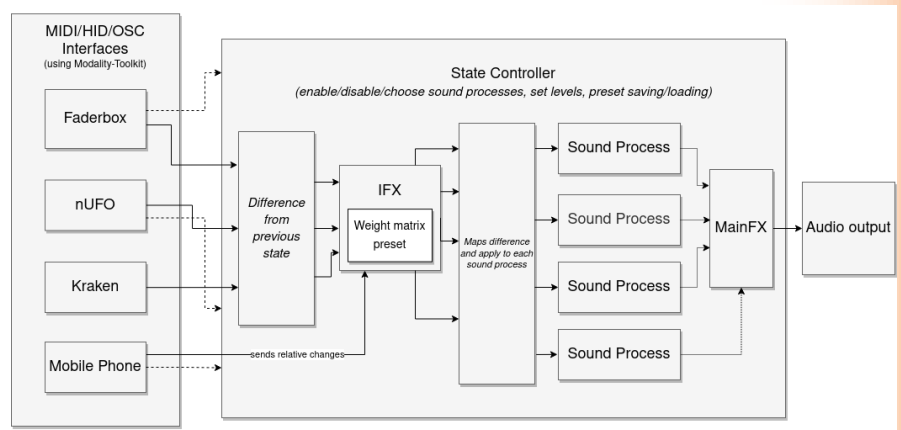 MIDI/HID/OSC
Interfaces
(using Modality-Toolkit)
Faderbox
nUFO
Kraken
Mobile Phone
State Controller
(enable/disable/choose sound processes, set levels, preset saving/loading)
Difference
from
previous
state
IFX
Weight matrix
preset
sends relative changes
Maps difference
and apply to each
sound process
Sound Process
Sound Process
Sound Process
Sound Process
MainFX
Audio output